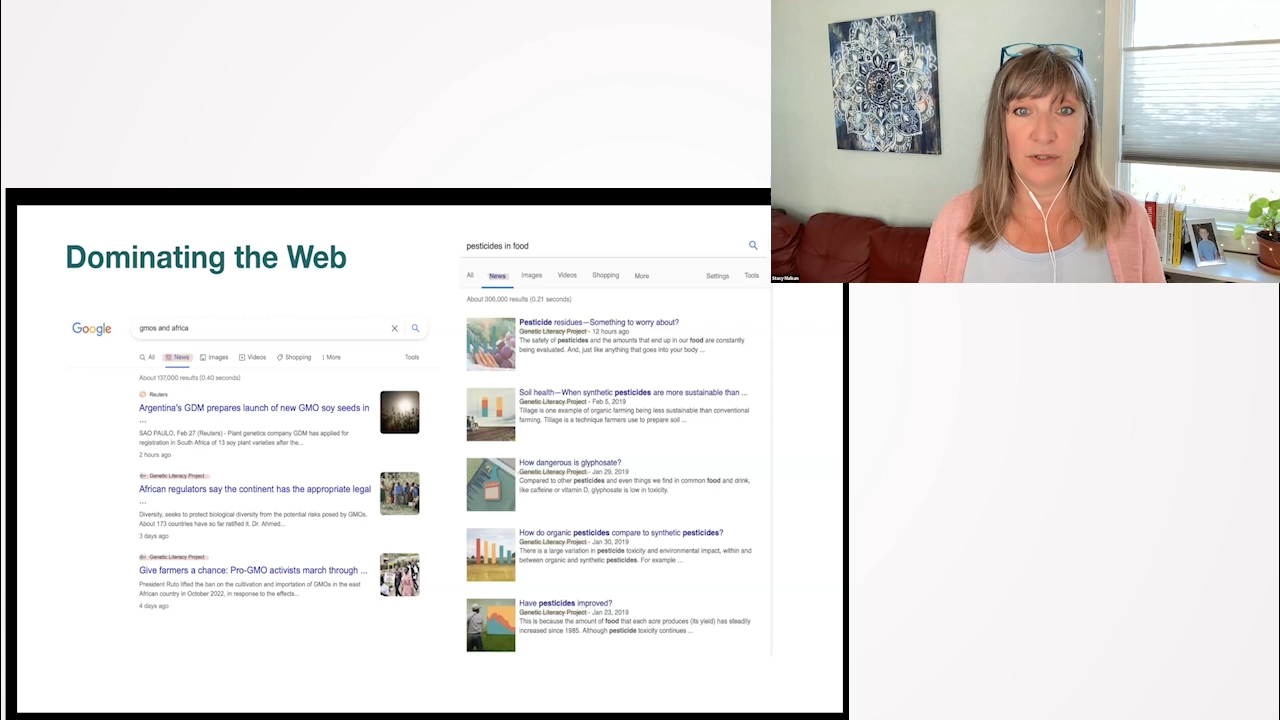 Dominating the Web
Google
gmos and africa
All News Images Videos Shopping More Tools
About 137,000 results (0.40 seconds)
Reuters
Argentina's GDM prepares launch of new GMO soy seeds in
...
SAO PAULO, Feb 27 (Reuters) - Plant genetics company GDM has applied for
registration in South Africa of 13 soy plant varieties after the...
2 hours ago
Genetic Literacy Project
African regulators say the continent has the appropriate legal
...
Diversity, seeks to protect biological diversity from the potential risks posed by GMOs.
About 173 countries have so far ratified it. Dr. Ahmed...
3 days ago
Genetic Literacy Project
Give farmers a chance: Pro-GMO activists march through ...
President Ruto lifted the ban on the cultivation and importation of GMOs in the east
African country in October 2022, in response to the effects...
4 days ago
pesticides in food
All News Images Videos Shopping More Settings Tools
About 306,000 results (0.21 seconds)
Pesticide residues—Something to worry about?
Genetic Literacy Project - 12 hours ago
The safety of pesticides and the amounts that end up in our food are constantly
being evaluated. And, just like anything that goes into your body ...
Soil health—When synthetic pesticides are more sustainable than ...
Genetic Literacy Project - Feb 5, 2019
Tillage is one example of organic farming being less sustainable than conventional
farming. Tillage is a technique farmers use to prepare soil ...
How dangerous is glyphosate?
Genetic Literacy Project - Jan 29, 2019
Compared to other pesticides and even things we find in common food and drink,
like caffeine or vitamin D, glyphosate is low in toxicity.
How do organic pesticides compare to synthetic pesticides?
Genetic Literacy Project - Jan 30, 2019
There is a large variation in pesticide toxicity and environmental impact, within and
between organic and synthetic pesticides. For example ...
Have pesticides improved?
Genetic Literacy Project - Jan 23, 2019
This is because the amount of food that each acre produces (its yield) has steadily
increased since 1985. Although pesticide toxicity continues ...
Stacy Malkan